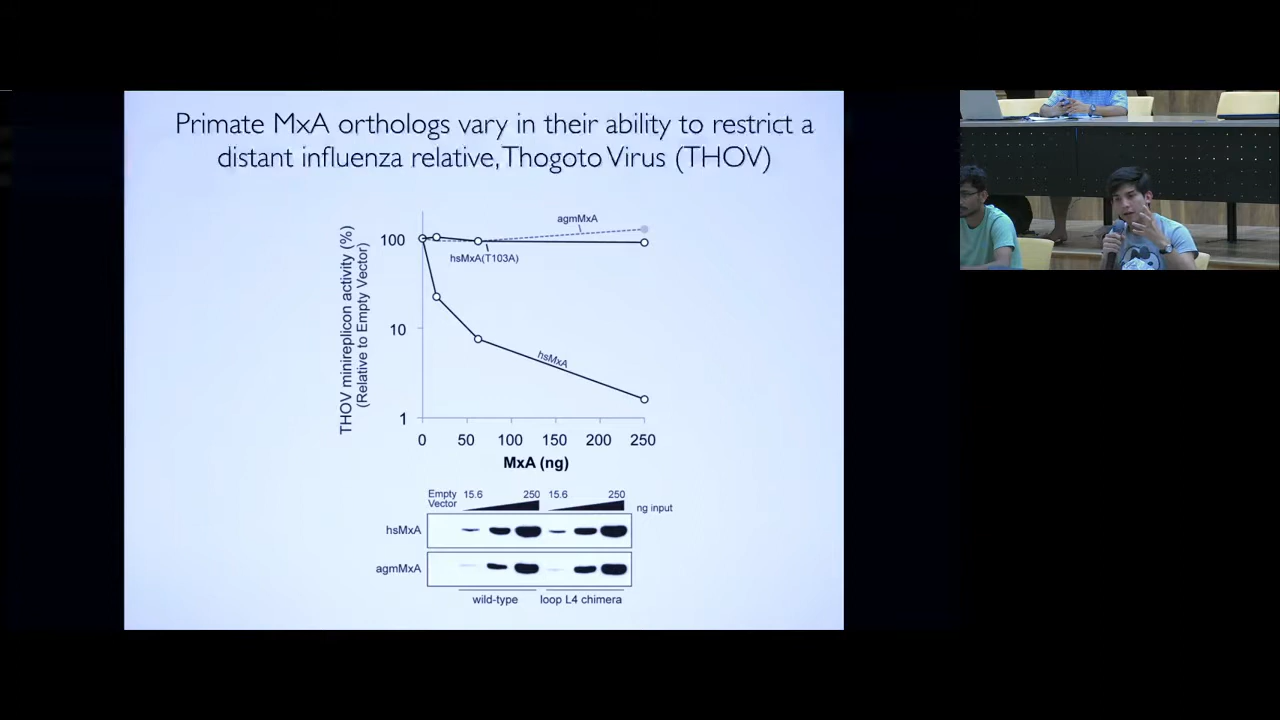 Primate MxA orthologs vary in their ability to restrict a
distant influenza relative, Thogoto Virus (THOV)
THOV minireplicon activity (%)
(Relative to Empty Vector)
100
10
1
agmMxA
hsMxA(T103A)
hsMxA
0 50 100 150 200 250
MxA (ng)
Empty Vector
15.6 250 15.6 250
ng input
hsMxA
agmMxA
wild-type loop L4 chimera